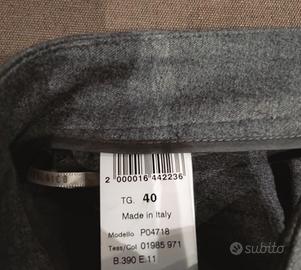 2 000016 442236
TG. 40
Made in Italy
Modello P04718
Tess/Col 01985 971
B.390 E.11
subito